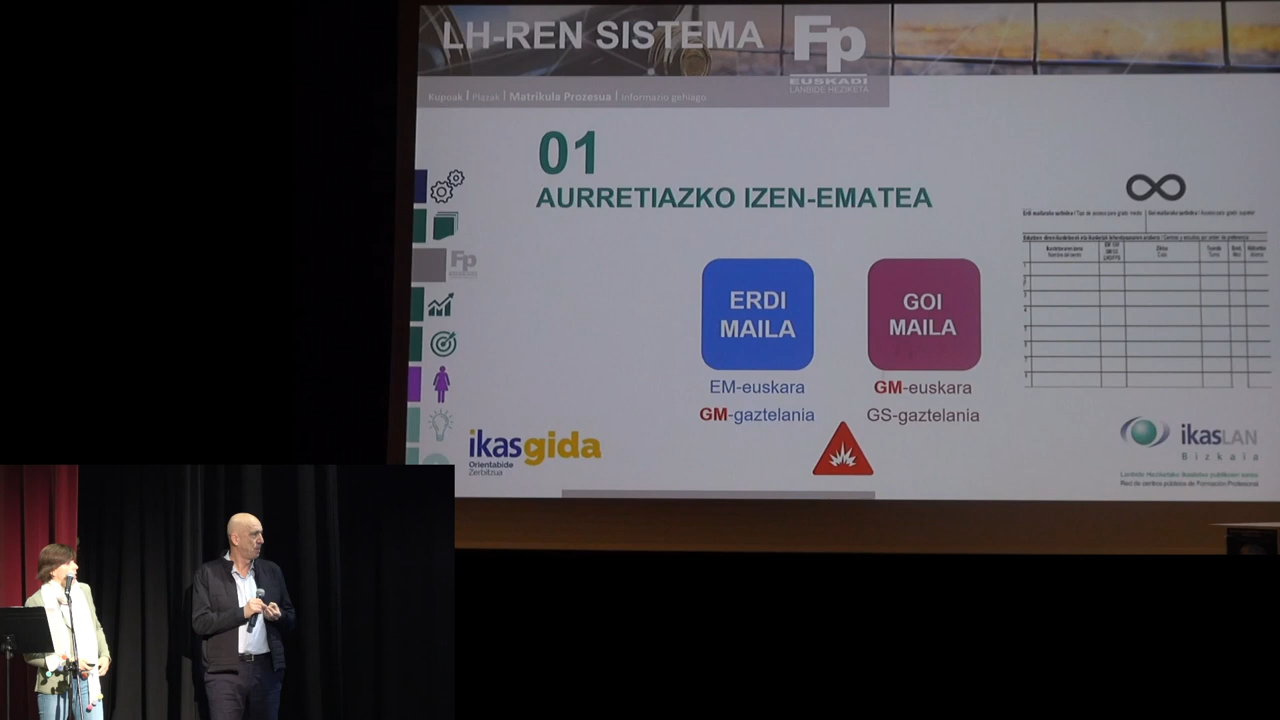 LH-REN SISTEMA
Fp
EUSKADI
LANBIDE HEZIKETA
Kupoak | Plazak | Matrikula Prozesua | Informazio gehiago
01
AURRETIAZKO IZEN-EMATEA
ERDI
MAILA
GOI
MAILA
EM-euskara
GM-gaztelania
GM-euskara
GS-gaztelania
Fp
ikasgida
Orientabide
Zerbitzua
ikasLAN
Bizkaia
Lanbide Heziketako ikastetxe publikoen sarea
Red de centros públicos de Formación Profesional